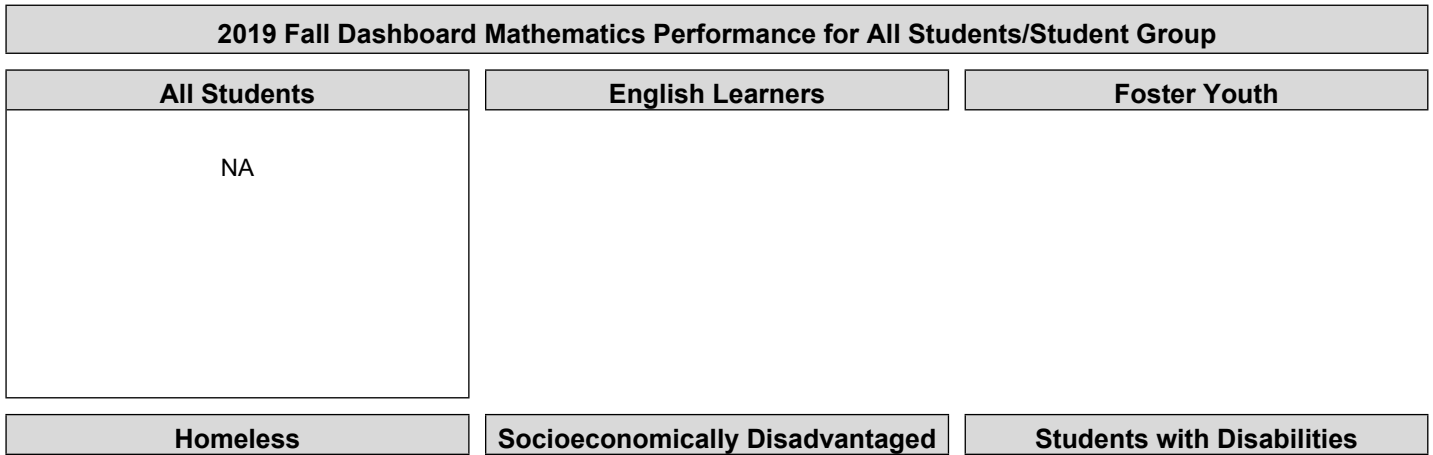 2019 Fall Dashboard Mathematics Performance for All Students/Student Group
All Students
English Learners
Foster Youth
NA
Homeless
Socioeconomically Disadvantaged
Students with Disabilities